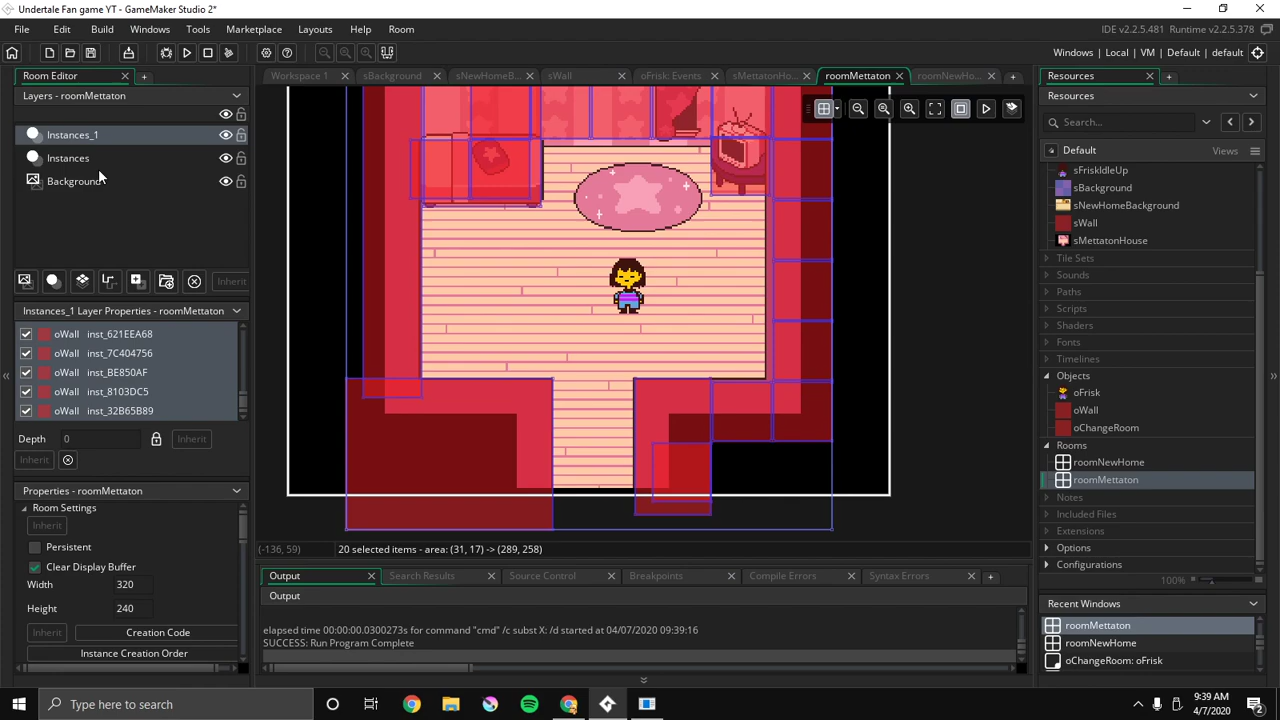 Undertale Fan game YT - GameMaker Studio 2*
File Edit Build Windows Tools Marketplace Layouts Help Room
IDE v2.2.5.481 Runtime v2.2.5.378
Windows | Local | VM | Default | default
Room Editor
Workspace 1 sBackground sNewHomeB... sWall oFrisk: Events sMettatonHo... roomMettaton roomNewHo...
Resources
Layers - roomMettaton
Resources
Search...
Instances_1
Default Views
Instances
Background
sFriskIdleUp
sBackground
sNewHomeBackground
sWall
sMettatonHouse
Tile Sets
Sounds
Paths
Scripts
Shaders
Fonts
Timelines
Objects
oFrisk
oWall
oChangeRoom
Rooms
roomNewHome
roomMettaton
Notes
Included Files
Extensions
Options
Configurations
100%
Inherit
Instances_1 Layer Properties - roomMettaton
oWall inst_621EEA68
oWall inst_7C404756
oWall inst_BE850AF
oWall inst_8103DC5
oWall inst_32B65B89
Depth 0 Inherit
Inherit
Properties - roomMettaton
Room Settings
Inherit
Persistent
Clear Display Buffer
Width 320
Height 240
Inherit Creation Code
Instance Creation Order
(-136, 59) 20 selected items - area: (31, 17) -> (289, 258)
Output Search Results Source Control Breakpoints Compile Errors Syntax Errors
Output
elapsed time 00:00:00.0300273s for command "cmd" /c subst X: /d started at 04/07/2020 09:39:16
SUCCESS: Run Program Complete
Recent Windows
roomMettaton
roomNewHome
oChangeRoom: oFrisk
Type here to search
9:39 AM
4/7/2020
2